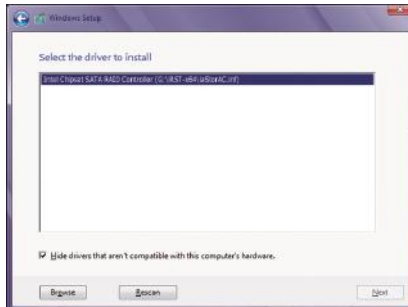 Windows Setup
Select the driver to install
Intel Chipset SATA RAID Controller (G:\IRST-x64\iaStorAC.inf)
Hide drivers that aren't compatible with this computer's hardware.
Browse
Rescan
Next